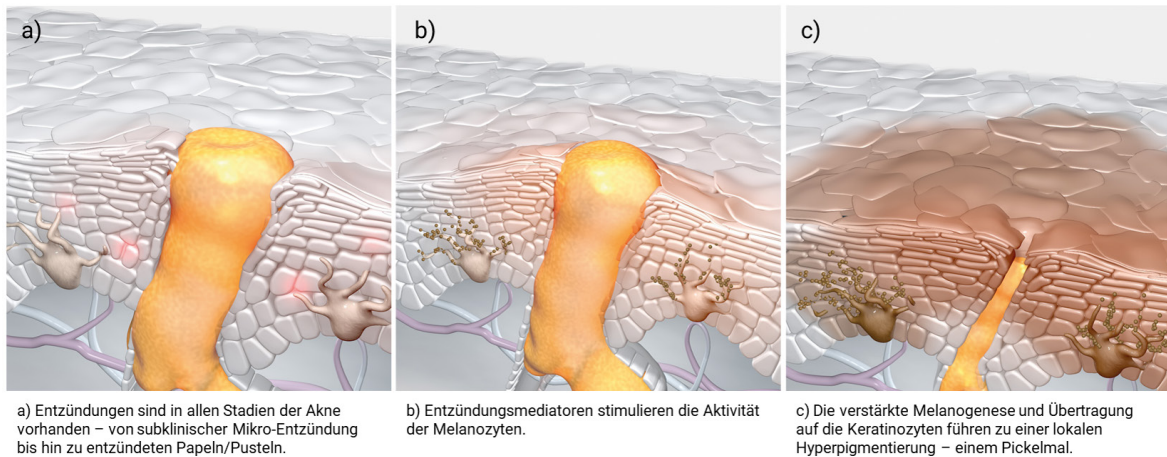 a)
b)
c)
a) Entzündungen sind in allen Stadien der Akne
vorhanden – von subklinischer Mikro-Entzündung
bis hin zu entzündeten Papeln/Pusteln.
b) Entzündungsmediatoren stimulieren die Aktivität
der Melanozyten.
c) Die verstärkte Melanogenese und Übertragung
auf die Keratinozyten führen zu einer lokalen
Hyperpigmentierung – einem Pickelmal.